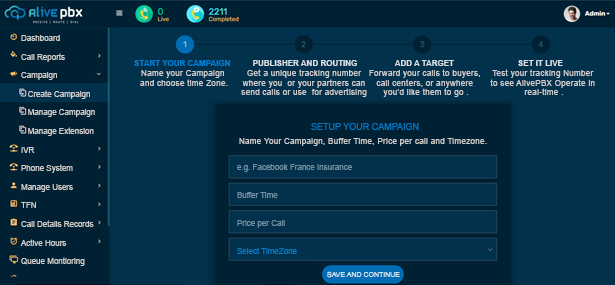 Alive pbx
RECEIVE | ROUTE | DIAL
0
Live
2211
Completed
Admin
Dashboard
Call Reports
Campaign
Create Campaign
Manage Campaign
Manage Extension
IVR
Phone System
Manage Users
TFN
Call Details Records
Active Hours
Queue Monitoring
1
START YOUR CAMPAIGN
Name your Campaign
and choose time Zone.
2
PUBLISHER AND ROUTING
Get a unique tracking number
where you or your partners can
send calls or use for advertising
3
ADD A TARGET
Forward your calls to buyers,
call centers, or anywhere
you'd like them to go .
4
SET IT LIVE
Test your tracking Number
to see AlivePBX Operate in
real-time .
SETUP YOUR CAMPAIGN
Name Your Campaign, Buffer Time, Price per call and Timezone.
e.g. Facebook France Insurance
Buffer Time
Price per Call
Select TimeZone
SAVE AND CONTINUE